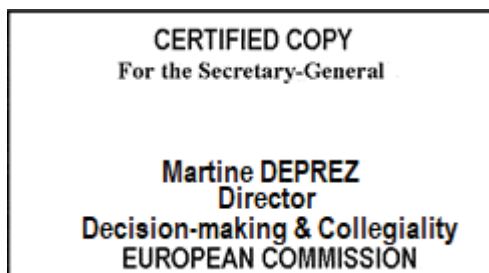 CERTIFIED COPY
For the Secretary-General
Martine DEPREZ
Director
Decision-making & Collegiality
EUROPEAN COMMISSION